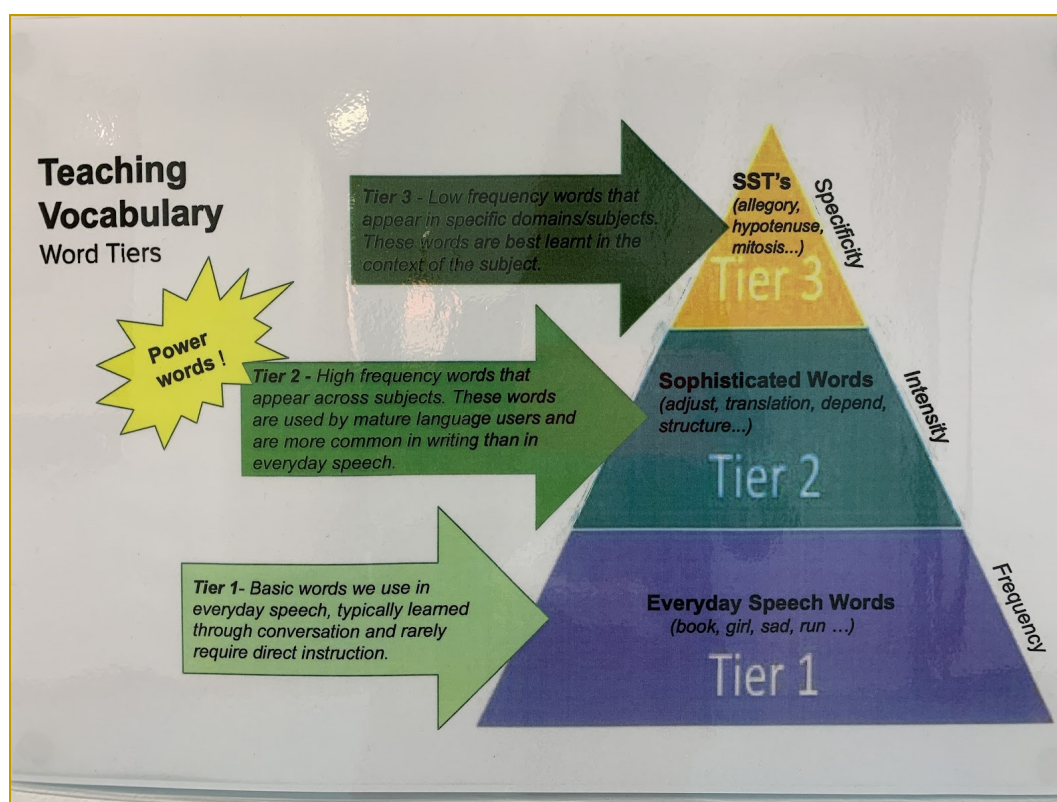 Teaching
Vocabulary
Word Tiers
Power
words !
Tier 3 - Low frequency words that
appear in specific domains/subjects.
These words are best learnt in the
context of the subject.
SST's
(allegory,
hypotenuse,
mitosis...)
Tier 3
Specificity
Tier 2 - High frequency words that
appear across subjects. These words
are used by mature language users and
are more common in writing than in
everyday speech.
Sophisticated Words
(adjust, translation, depend,
structure...)
Tier 2
Intensity
Tier 1- Basic words we use in
everyday speech, typically learned
through conversation and rarely
require direct instruction.
Everyday Speech Words
(book, girl, sad, run ...)
Tier 1
Frequency